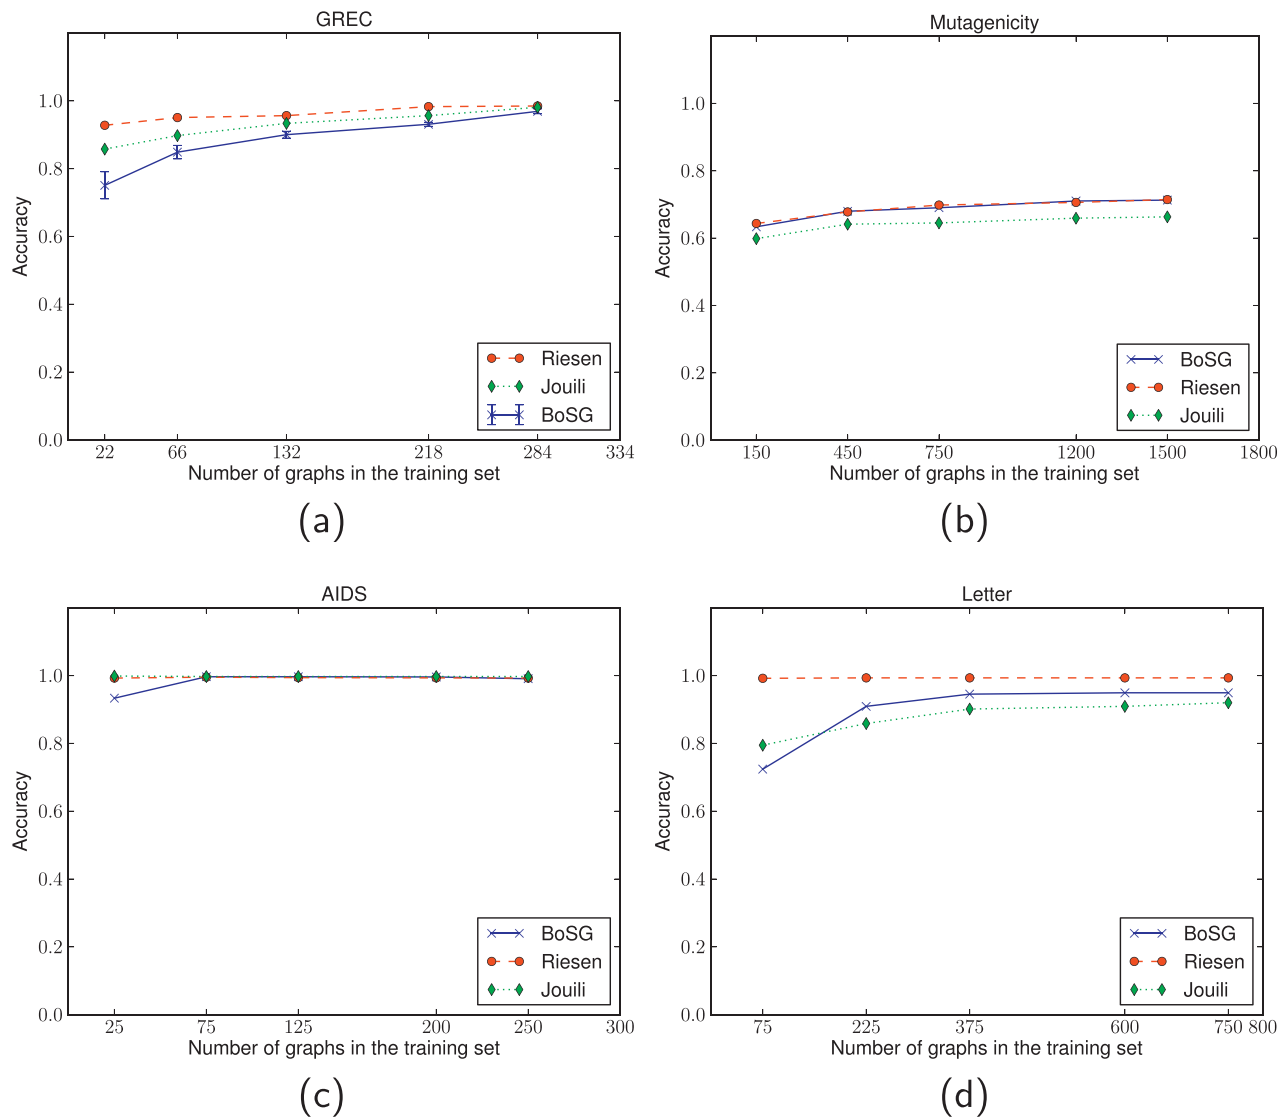 GREC
1.0
0.8
0.6
0.4
0.2
0.0
Accuracy
Riesen
Jouili
BoSG
22 66 132 218 284 334
Number of graphs in the training set
(a)
Mutagenicity
1.0
0.8
0.6
0.4
0.2
0.0
Accuracy
BoSG
Riesen
Jouili
150 450 750 1200 1500 1800
Number of graphs in the training set
(b)
AIDS
1.0
0.8
0.6
0.4
0.2
0.0
Accuracy
BoSG
Riesen
Jouili
25 75 125 200 250 300
Number of graphs in the training set
(c)
Letter
1.0
0.8
0.6
0.4
0.2
0.0
Accuracy
BoSG
Riesen
Jouili
75 225 375 600 750 800
Number of graphs in the training set
(d)